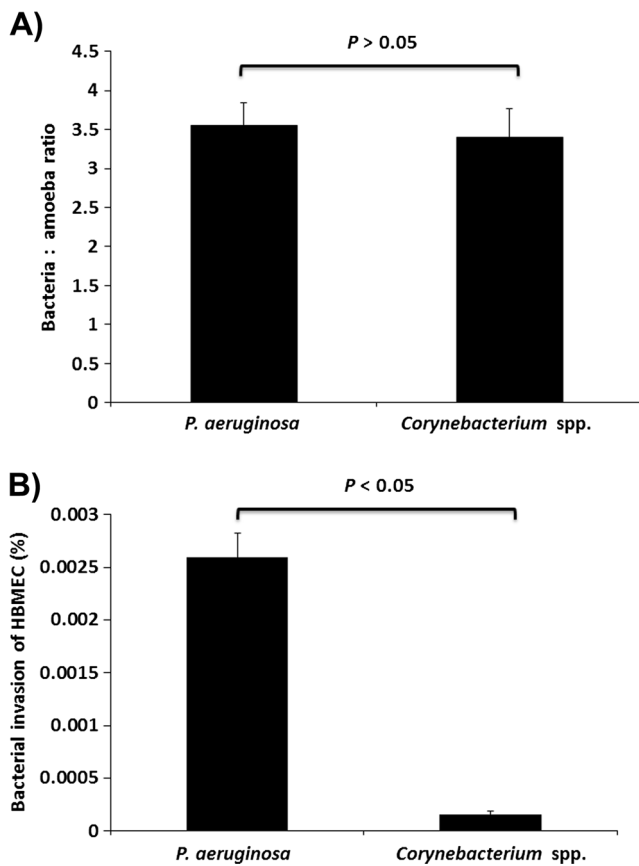 A)
P > 0.05
Bacteria : amoeba ratio
4.5
4
3.5
3
2.5
2
1.5
1
0.5
0
P. aeruginosa Corynebacterium spp.
B)
P < 0.05
Bacterial invasion of HBMEC (%)
0.003
0.0025
0.002
0.0015
0.001
0.0005
0
P. aeruginosa Corynebacterium spp.